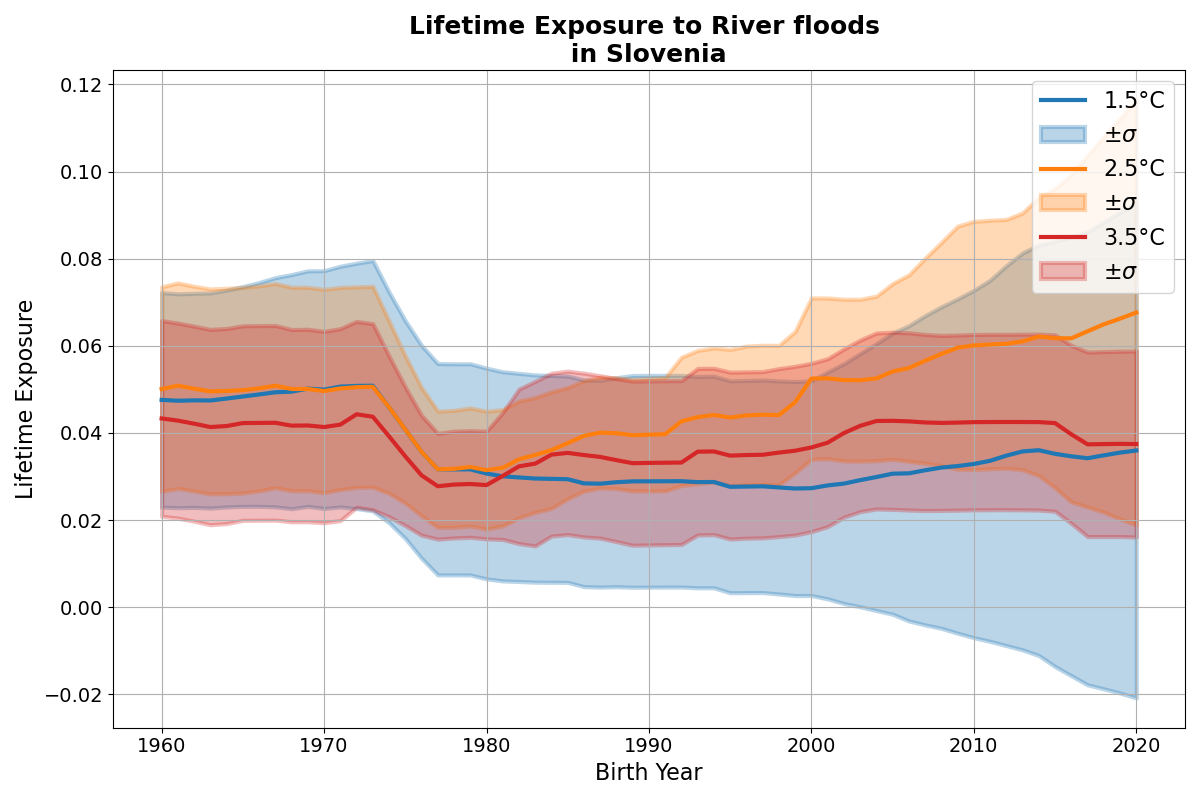 Lifetime Exposure to River floods
in Slovenia
Lifetime Exposure
0.12
0.10
0.08
0.06
0.04
0.02
0.00
−0.02
1.5°C
±σ
2.5°C
±σ
3.5°C
±σ
1960
1970
1980
1990
2000
2010
2020
Birth Year